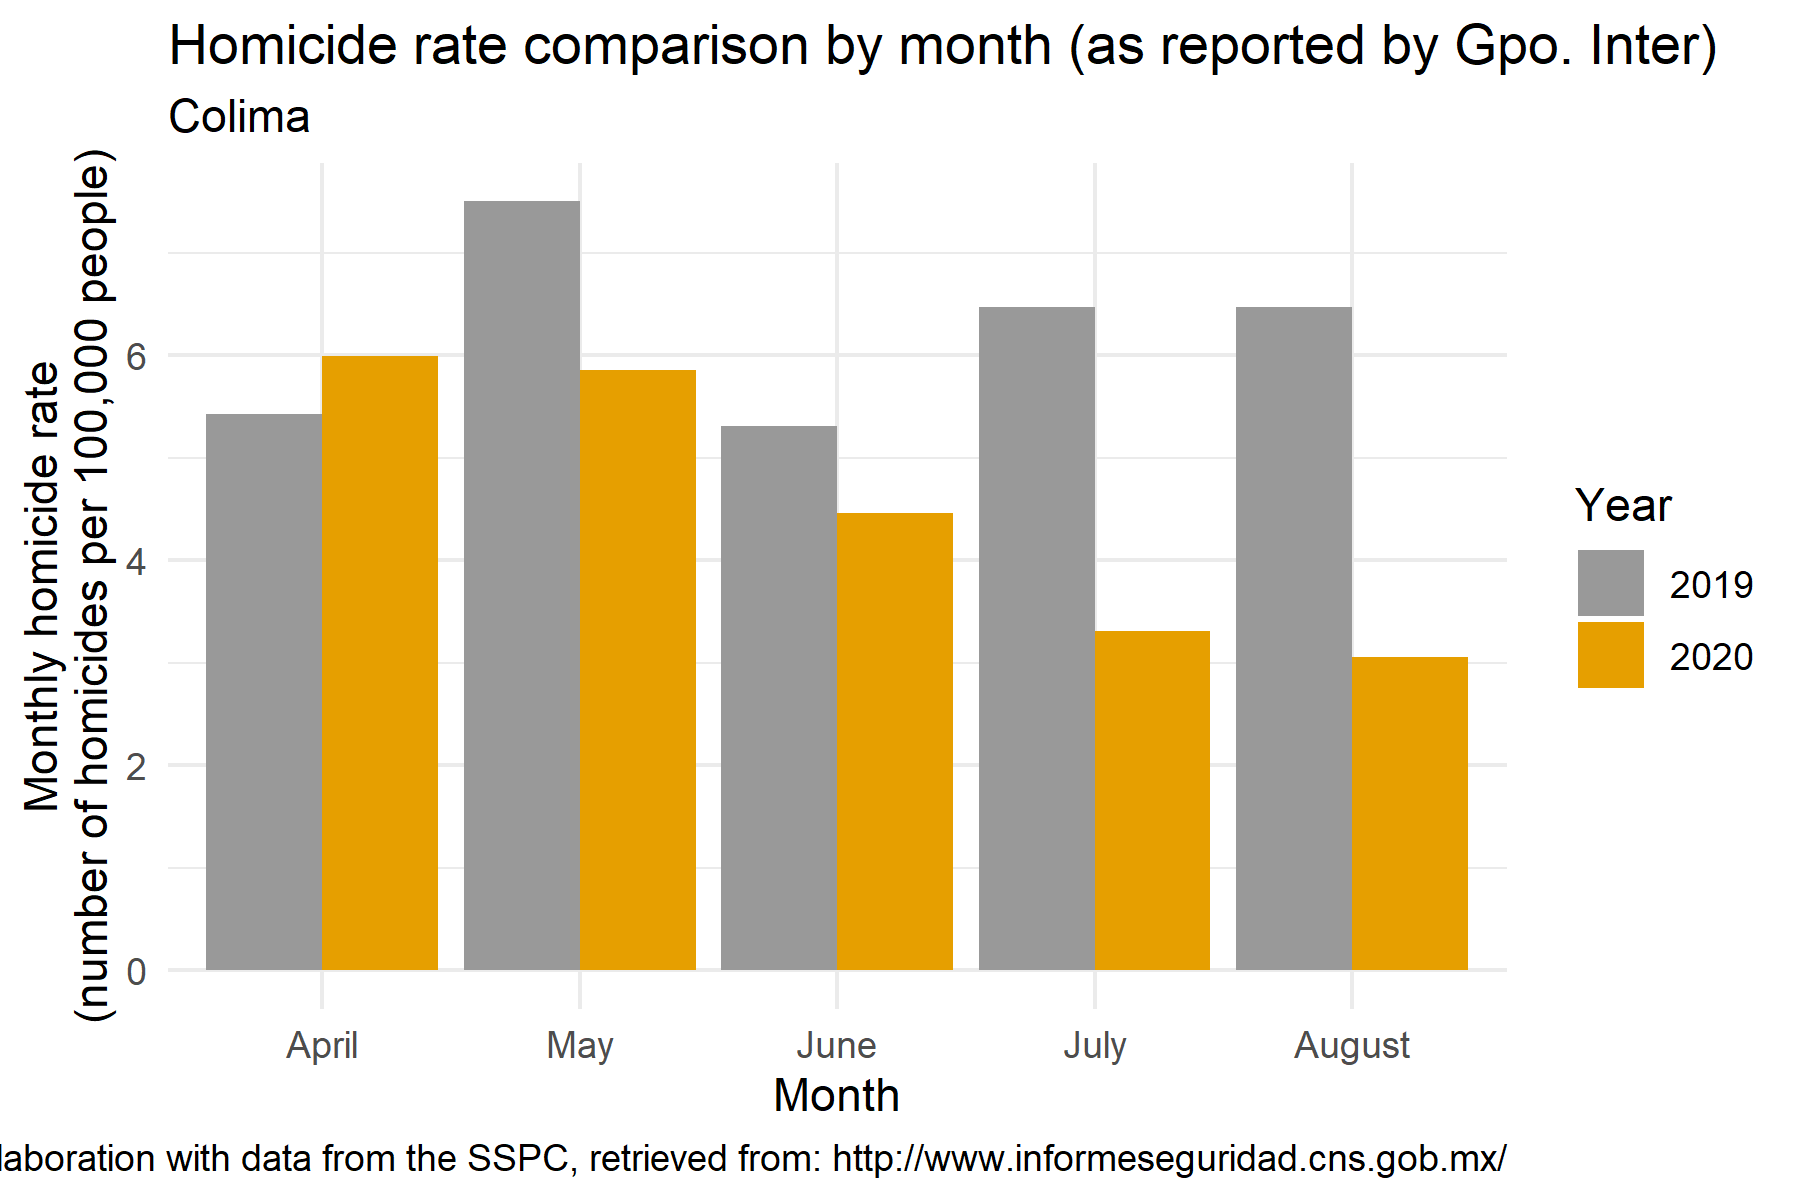 Homicide rate comparison by month (as reported by Gpo. Inter)
Colima
Monthly homicide rate
(number of homicides per 100,000 people)
6
4
2
0
April May June July August
Month
Year
2019
2020
with data from the SSPC, retrieved from: http://www.informeseguridad.cns.gob.mx/